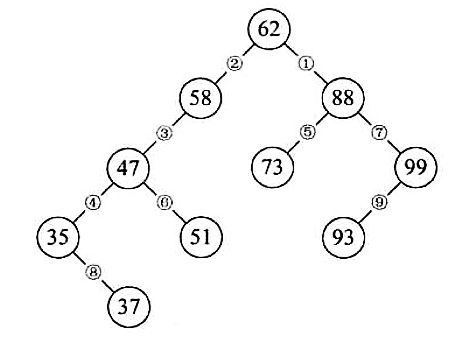 62
② ①
58 88
③ ⑤ ⑦
47 73 99
④ ⑥ ⑨
35 51 93
⑧
37